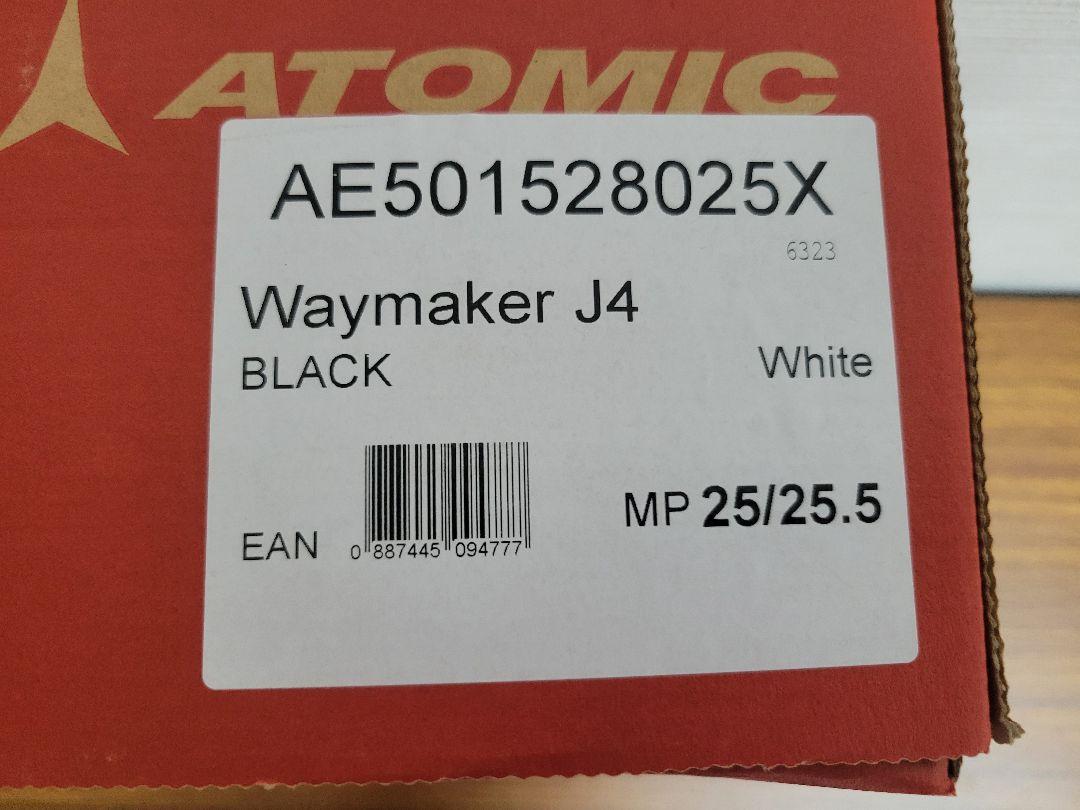 ATOMIC
AE501528025X
6323
Waymaker J4
BLACK White
MP 25/25.5
EAN 0 887445 094777